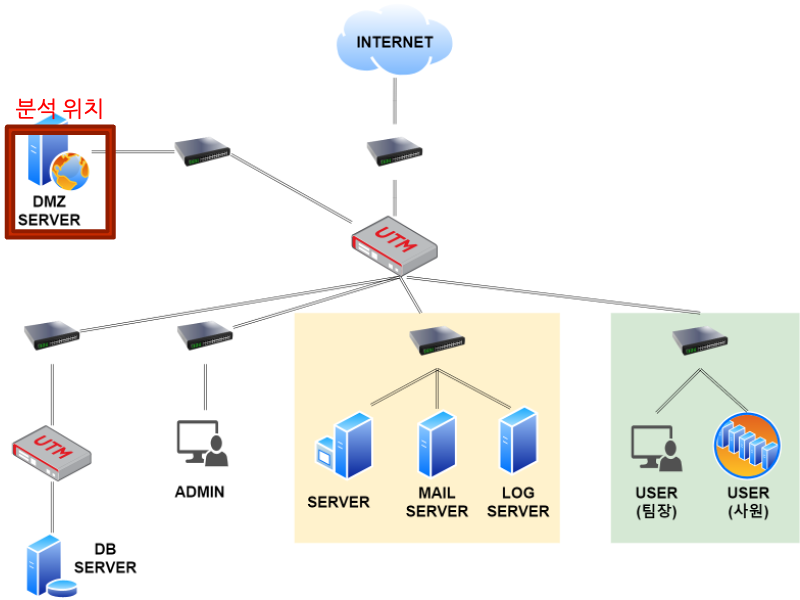 INTERNET
분석 위치
DMZ
SERVER
UTM
UTM
ADMIN
SERVER
MAIL
SERVER
LOG
SERVER
USER
(팀장)
USER
(사원)
DB
SERVER